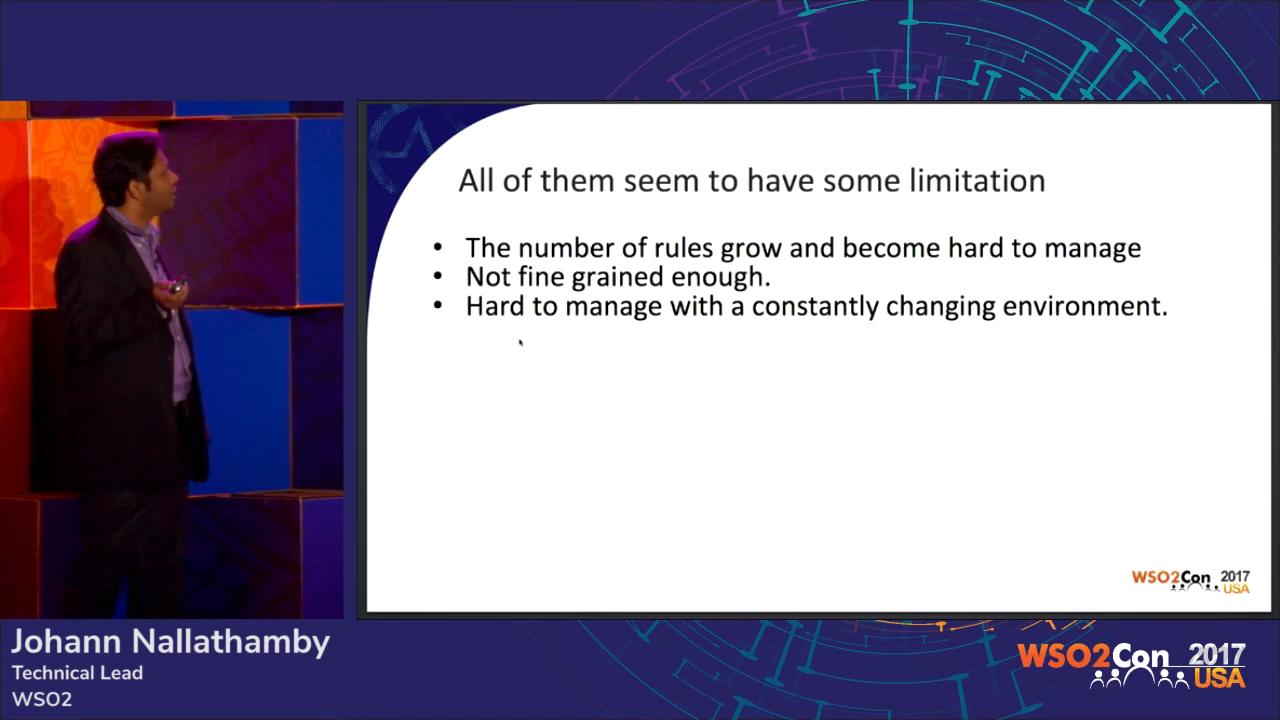 All of them seem to have some limitation
• The number of rules grow and become hard to manage
• Not fine grained enough.
• Hard to manage with a constantly changing environment.
WSO2Con 2017
USA
Johann Nallathamby
Technical Lead
WSO2
WSO2Con 2017
USA